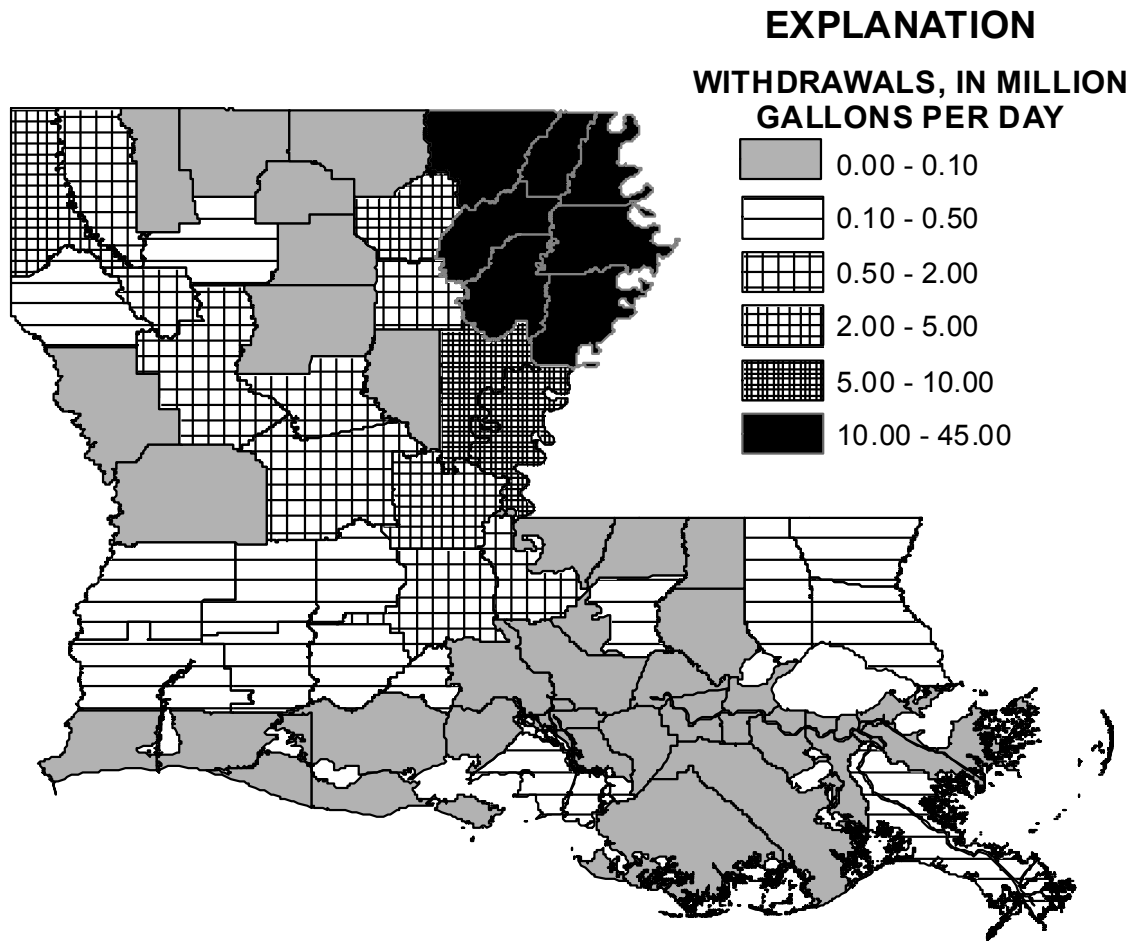 EXPLANATION
WITHDRAWALS, IN MILLION
GALLONS PER DAY
0.00 - 0.10
0.10 - 0.50
0.50 - 2.00
2.00 - 5.00
5.00 - 10.00
10.00 - 45.00